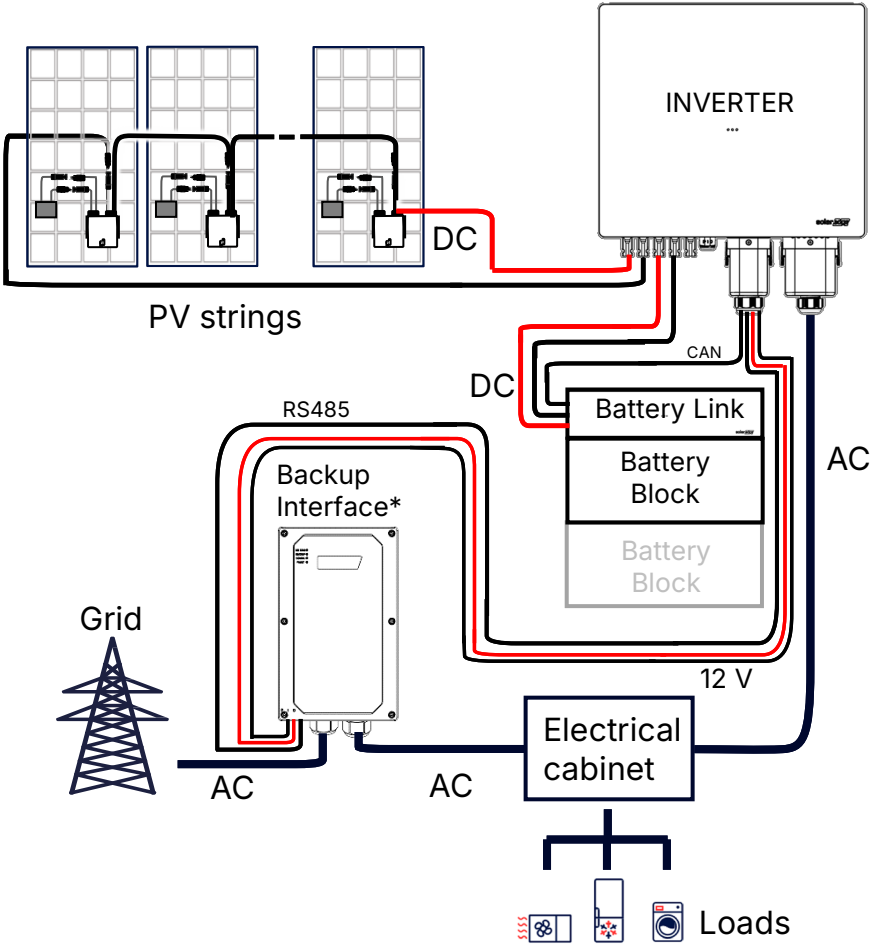 INVERTER
solaredge
DC
PV strings
CAN
DC
Battery Link
RS485
Battery
Block
AC
Backup
Interface*
Battery
Block
Grid
12 V
Electrical
cabinet
AC
AC
Loads